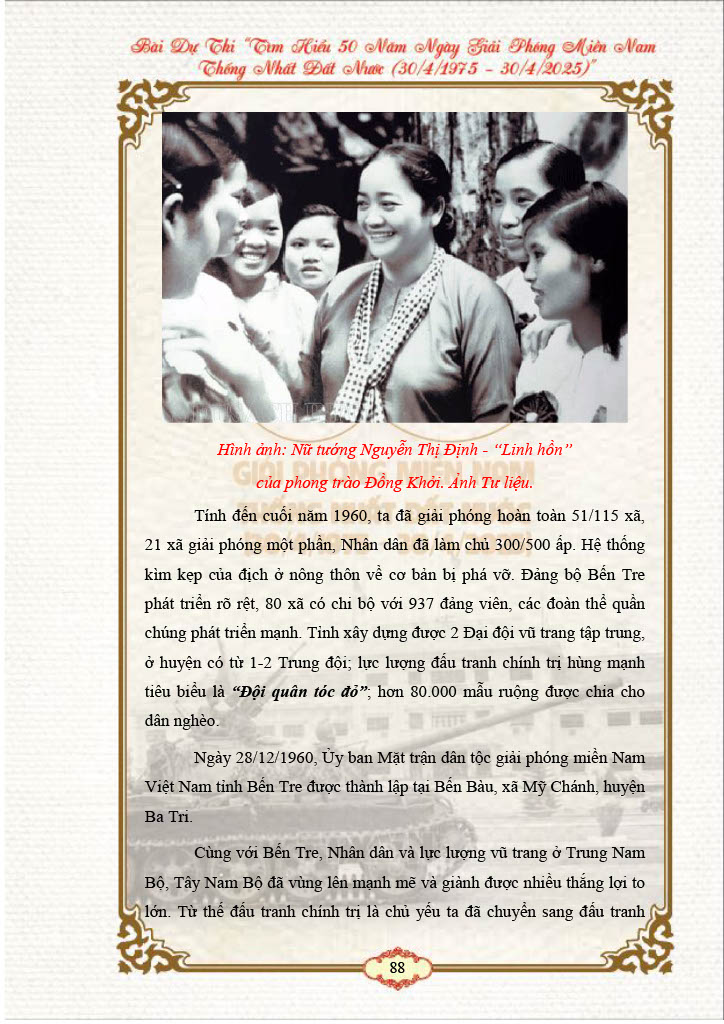 Bài Dự Thi “Tìm Hiểu 50 Năm Ngày Giải Phóng Miền Nam
Thống Nhất Đất Nước (30/4/1975 – 30/4/2025)”
Hình ảnh: Nữ tướng Nguyễn Thị Định - “Linh hồn”
của phong trào Đồng Khởi. Ảnh Tư liệu.
GIẢI PHÓNG MIỀN NAM
Tính đến cuối năm 1960, ta đã giải phóng hoàn toàn 51/115 xã,
21 xã giải phóng một phần, Nhân dân đã làm chủ 300/500 ấp. Hệ thống
kìm kẹp của địch ở nông thôn về cơ bản bị phá vỡ. Đảng bộ Bến Tre
phát triển rõ rệt, 80 xã có chi bộ với 937 đảng viên, các đoàn thể quần
chúng phát triển mạnh. Tỉnh xây dựng được 2 Đại đội vũ trang tập trung,
ở huyện có từ 1-2 Trung đội; lực lượng đấu tranh chính trị hùng mạnh
tiêu biểu là “Đội quân tóc đỏ”; hơn 80.000 mẫu ruộng được chia cho
dân nghèo.
Ngày 28/12/1960, Ủy ban Mặt trận dân tộc giải phóng miền Nam
Việt Nam tỉnh Bến Tre được thành lập tại Bến Bàu, xã Mỹ Chánh, huyện
Ba Tri.
Cùng với Bến Tre, Nhân dân và lực lượng vũ trang ở Trung Nam
Bộ, Tây Nam Bộ đã vùng lên mạnh mẽ và giành được nhiều thắng lợi to
lớn. Từ thế đấu tranh chính trị là chủ yếu ta đã chuyển sang đấu tranh
88